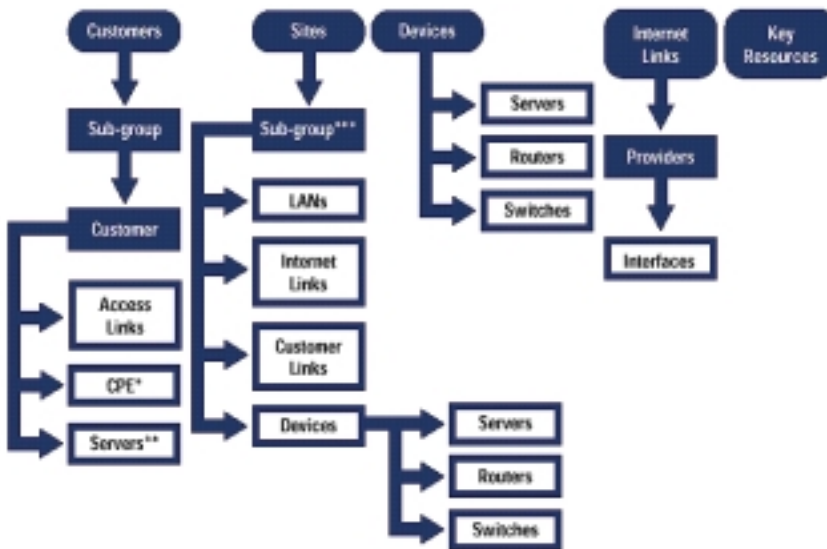 Customers
Sites
Devices
Internet
Links
Key
Resources
Sub-group
Sub-group***
Servers
Routers
Switches
Providers
Interfaces
Customer
LANs
Internet
Links
Customer
Links
Access
Links
CPE*
Servers**
Devices
Servers
Routers
Switches